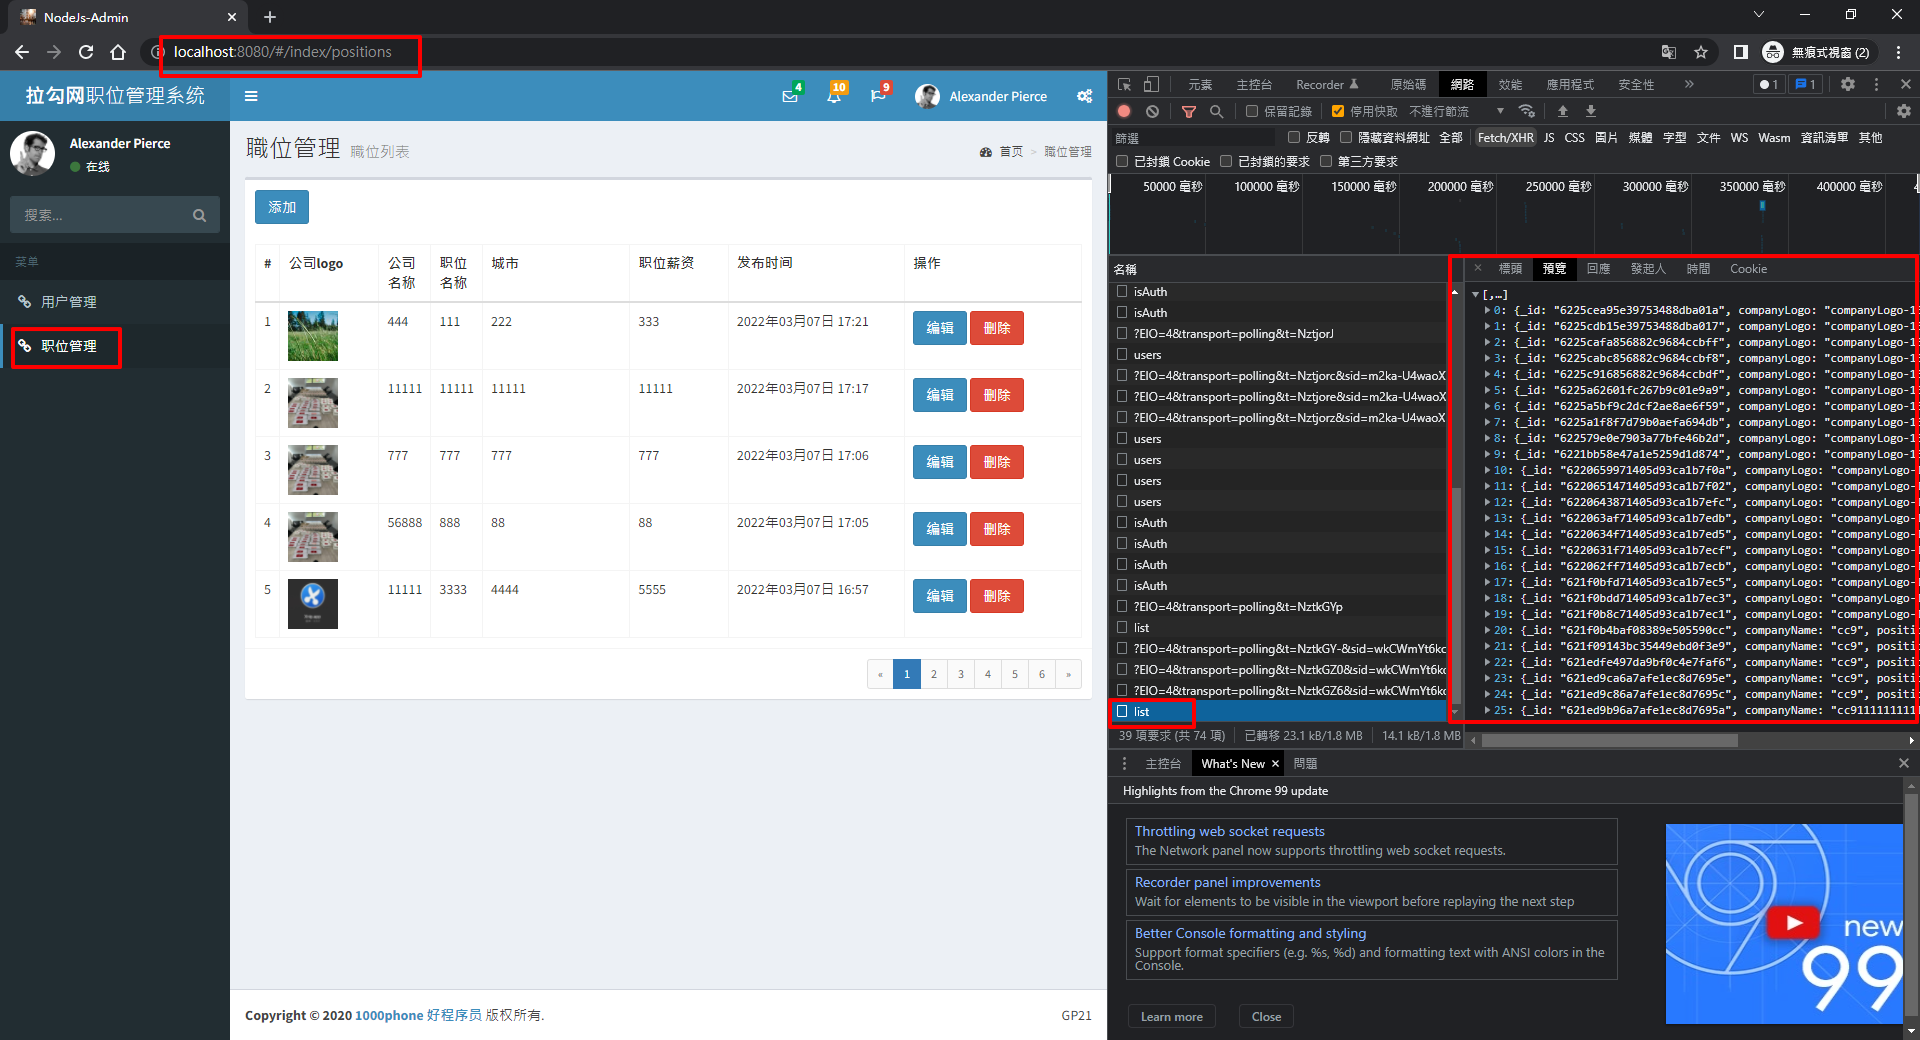 NodeJs-Admin
localhost:8080/#/index/positions
無痕式視窗 (2)
拉勾网职位管理系统
4
10
9
Alexander Pierce
Alexander Pierce
在线
搜索...
菜单
用户管理
职位管理
職位管理 職位列表
首页 > 職位管理
添加
# 公司logo 公司名称 职位名称 城市 职位薪资 发布时间 操作
1 444 111 222 333 2022年03月07日 17:21 编辑 删除
2 11111 11111 11111 11111 2022年03月07日 17:17 编辑 删除
3 777 777 777 777 2022年03月07日 17:06 编辑 删除
4 56888 888 88 88 2022年03月07日 17:05 编辑 删除
5 11111 3333 4444 5555 2022年03月07日 16:57 编辑 删除
« 1 2 3 4 5 6 »
Copyright © 2020 1000phone 好程序员 版权所有.
GP21
元素 主控台 Recorder 原始碼 網路 效能 應用程式 安全性 » 1 1
保留記錄 停用快取 不進行節流
篩選 反轉 隱藏資料網址 全部 Fetch/XHR JS CSS 圖片 媒體 字型 文件 WS Wasm 資訊清單 其他
已封鎖 Cookie 已封鎖的要求 第三方要求
50000 毫秒 100000 毫秒 150000 毫秒 200000 毫秒 250000 毫秒 300000 毫秒 350000 毫秒 400000 毫秒
名稱
isAuth
isAuth
?EIO=4&transport=polling&t=NztjorJ
users
?EIO=4&transport=polling&t=Nztjorc&sid=m2ka-U4waoX
?EIO=4&transport=polling&t=Nztjore&sid=m2ka-U4waoX
?EIO=4&transport=polling&t=Nztjorz&sid=m2ka-U4waoX
users
users
users
users
isAuth
isAuth
isAuth
isAuth
?EIO=4&transport=polling&t=NztkGYp
list
?EIO=4&transport=polling&t=NztkGY-&sid=wkCWmYt6kc
?EIO=4&transport=polling&t=NztkGZ0&sid=wkCWmYt6kc
?EIO=4&transport=polling&t=NztkGZ6&sid=wkCWmYt6kc
list
39 項要求 (共 74 項) 已轉移 23.1 kB/1.8 MB 14.1 kB/1.8 MB
標頭 預覽 回應 發起人 時間 Cookie
[,…]
0: {_id: "6225cea95e39753488dba01a", companyLogo: "companyLogo-1
1: {_id: "6225cdb15e39753488dba017", companyLogo: "companyLogo-1
2: {_id: "6225cafa856882c9684ccbff", companyLogo: "companyLogo-1
3: {_id: "6225cabc856882c9684ccbf8", companyLogo: "companyLogo-1
4: {_id: "6225c916856882c9684ccbdf", companyLogo: "companyLogo-1
5: {_id: "6225a62601fc267b9c01e9a9", companyLogo: "companyLogo-1
6: {_id: "6225a5bf9c2dcf2ae8ae6f59", companyLogo: "companyLogo-1
7: {_id: "6225a1f8f7d79b0aefa694db", companyLogo: "companyLogo-1
8: {_id: "622579e0e7903a77bfe46b2d", companyLogo: "companyLogo-1
9: {_id: "6221bb58e47a1e5259d1d874", companyLogo: "companyLogo-1
10: {_id: "6220659971405d93ca1b7f0a", companyLogo: "companyLogo-
11: {_id: "6220651471405d93ca1b7f02", companyLogo: "companyLogo-
12: {_id: "6220643871405d93ca1b7efc", companyLogo: "companyLogo-
13: {_id: "622063af71405d93ca1b7edb", companyLogo: "companyLogo-
14: {_id: "6220634f71405d93ca1b7ed5", companyLogo: "companyLogo-
15: {_id: "6220631f71405d93ca1b7ecf", companyLogo: "companyLogo-
16: {_id: "622062ff71405d93ca1b7ecb", companyLogo: "companyLogo-
17: {_id: "621f0bfd71405d93ca1b7ec5", companyLogo: "companyLogo-
18: {_id: "621f0bdd71405d93ca1b7ec3", companyLogo: "companyLogo-
19: {_id: "621f0b8c71405d93ca1b7ec1", companyLogo: "companyLogo-
20: {_id: "621f0b4baf08389e505590cc", companyName: "cc9", positi
21: {_id: "621f09143bc35449ebd0f3e9", companyName: "cc9", positi
22: {_id: "621edfe497da9bf0c4e7faf6", companyName: "cc9", positi
23: {_id: "621ed9ca6a7afe1ec8d7695e", companyName: "cc9", positi
24: {_id: "621ed9c86a7afe1ec8d7695c", companyName: "cc9", positi
25: {_id: "621ed9b96a7afe1ec8d7695a", companyName: "cc9111111111
主控台 What's New 問題
Highlights from the Chrome 99 update
Throttling web socket requests
The Network panel now supports throttling web socket requests.
Recorder panel improvements
Wait for elements to be visible in the viewport before replaying the next step
Better Console formatting and styling
Support format specifiers (e.g. %s, %d) and formatting text with ANSI colors in the
Console.
Learn more Close
new
99